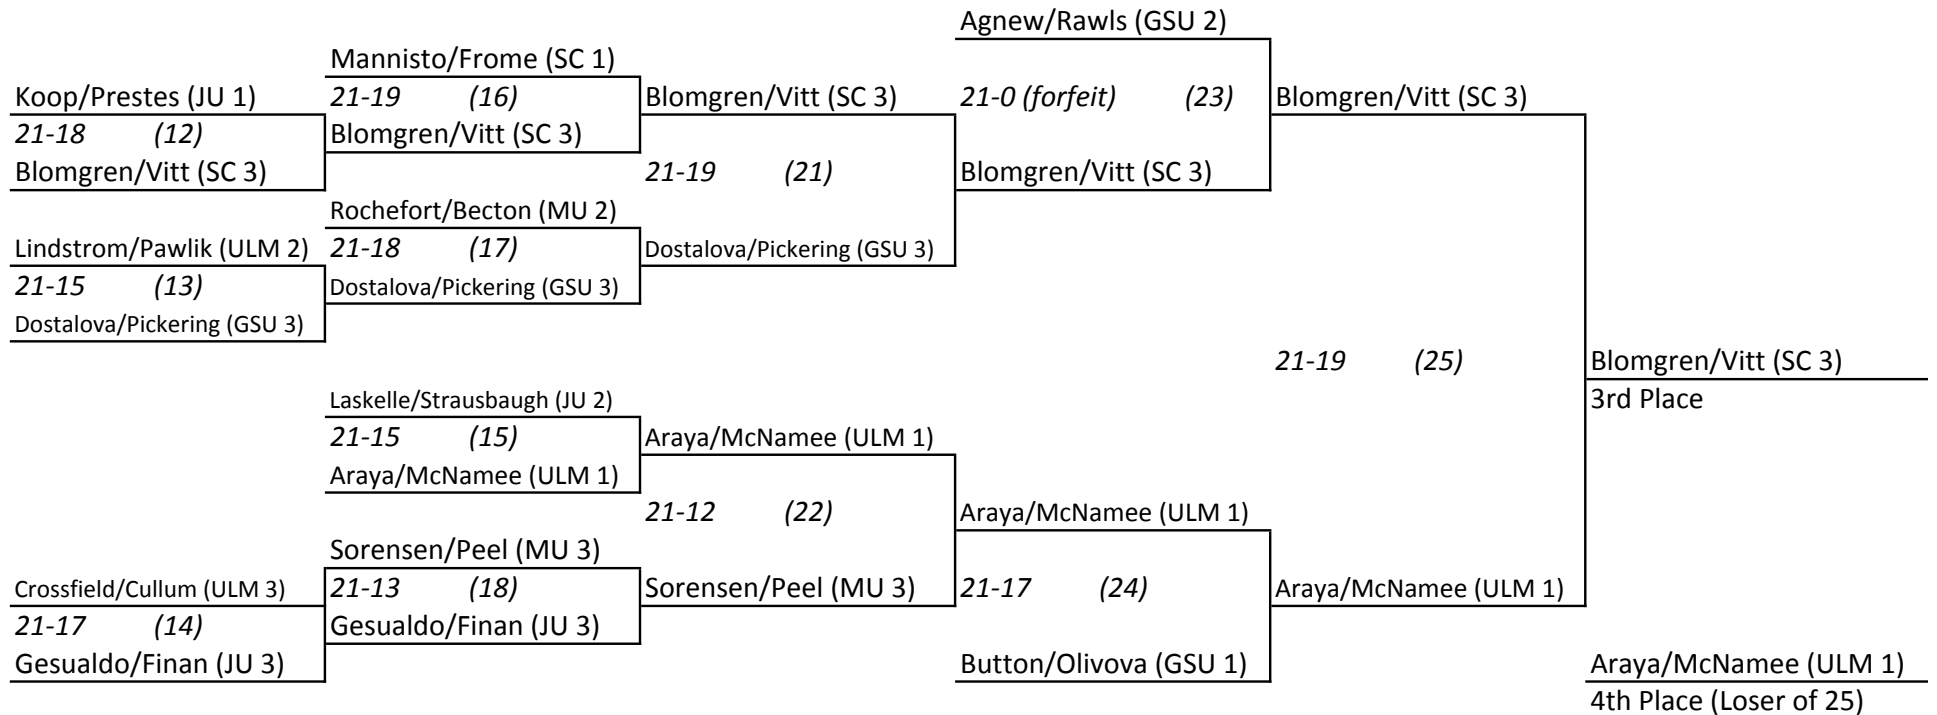 Agnew/Rawls (GSU 2)
Mannisto/Frome (SC 1)
Koop/Prestes (JU 1) 21-19 (16) Blomgren/Vitt (SC 3) 21-0 (forfeit) (23) Blomgren/Vitt (SC 3)
21-18 (12) Blomgren/Vitt (SC 3)
Blomgren/Vitt (SC 3) 21-19 (21) Blomgren/Vitt (SC 3)
Rochefort/Becton (MU 2)
Lindstrom/Pawlik (ULM 2) 21-18 (17) Dostalova/Pickering (GSU 3)
21-15 (13) Dostalova/Pickering (GSU 3)
Dostalova/Pickering (GSU 3)
21-19 (25) Blomgren/Vitt (SC 3)
Laskelle/Strausbaugh (JU 2) 3rd Place
21-15 (15) Araya/McNamee (ULM 1)
Araya/McNamee (ULM 1)
21-12 (22) Araya/McNamee (ULM 1)
Sorensen/Peel (MU 3)
Crossfield/Cullum (ULM 3) 21-13 (18) Sorensen/Peel (MU 3) 21-17 (24) Araya/McNamee (ULM 1)
21-17 (14) Gesualdo/Finan (JU 3)
Gesualdo/Finan (JU 3) Button/Olivova (GSU 1) Araya/McNamee (ULM 1)
4th Place (Loser of 25)